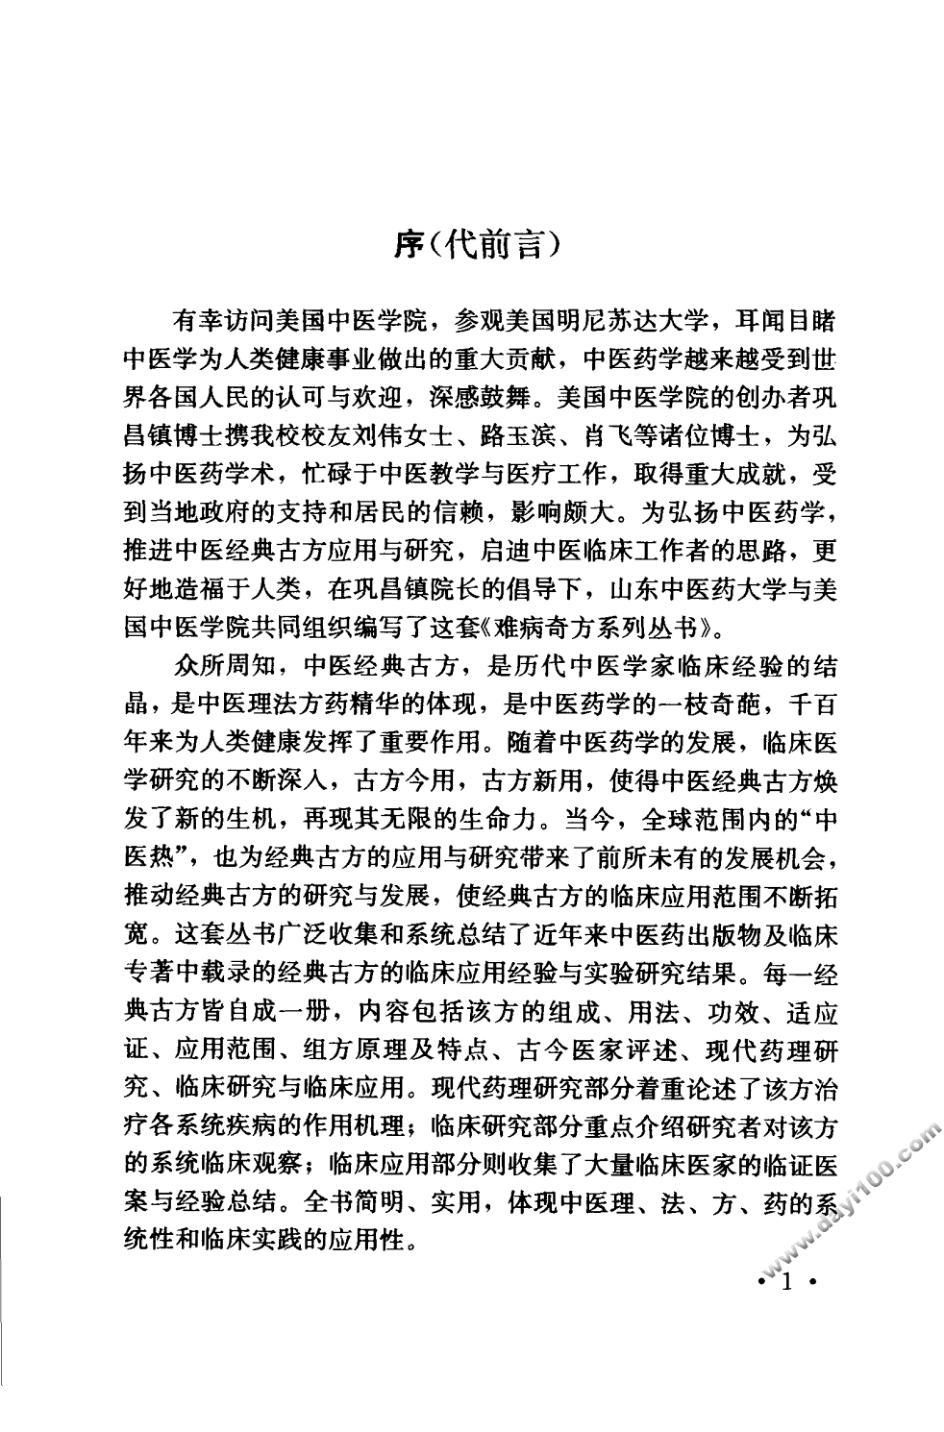 序(代前言)
有幸访问美国中医学院，参观美国明尼苏达大学，耳闻目睹
中医学为人类健康事业做出的重大贡献，中医药学越来越受到世
界各国人民的认可与欢迎，深感鼓舞。美国中医学院的创办者巩
昌镇博士携我校校友刘伟女士、路玉滨、肖飞等诸位博士，为弘
扬中医药学术，忙碌于中医教学与医疗工作，取得重大成就，受
到当地政府的支持和居民的信赖，影响颇大。为弘扬中医药学，
推进中医经典古方应用与研究，启迪中医临床工作者的思路，更
好地造福于人类，在巩昌镇院长的倡导下，山东中医药大学与美
国中医学院共同组织编写了这套《难病奇方系列丛书》。
众所周知，中医经典古方，是历代中医学家临床经验的结
晶，是中医理法方药精华的体现，是中医药学的一枝奇葩，千百
年来为人类健康发挥了重要作用。随着中医药学的发展，临床医
学研究的不断深入，古方今用，古方新用，使得中医经典古方焕
发了新的生机，再现其无限的生命力。当今，全球范围内的“中
医热”，也为经典古方的应用与研究带来了前所未有的发展机会，
推动经典古方的研究与发展，使经典古方的临床应用范围不断拓
宽。这套丛书广泛收集和系统总结了近年来中医药出版物及临床
专著中载录的经典古方的临床应用经验与实验研究结果。每一经
典古方皆自成一册，内容包括该方的组成、用法、功效、适应
证、应用范围、组方原理及特点、古今医家评述、现代药理研
究、临床研究与临床应用。现代药理研究部分着重论述了该方治
疗各系统疾病的作用机理；临床研究部分重点介绍研究者对该方
的系统临床观察；临床应用部分则收集了大量临床医家的临证医
案与经验总结。全书简明、实用，体现中医理、法、方、药的系
统性和临床实践的应用性。
www.dayi100.com
·1·